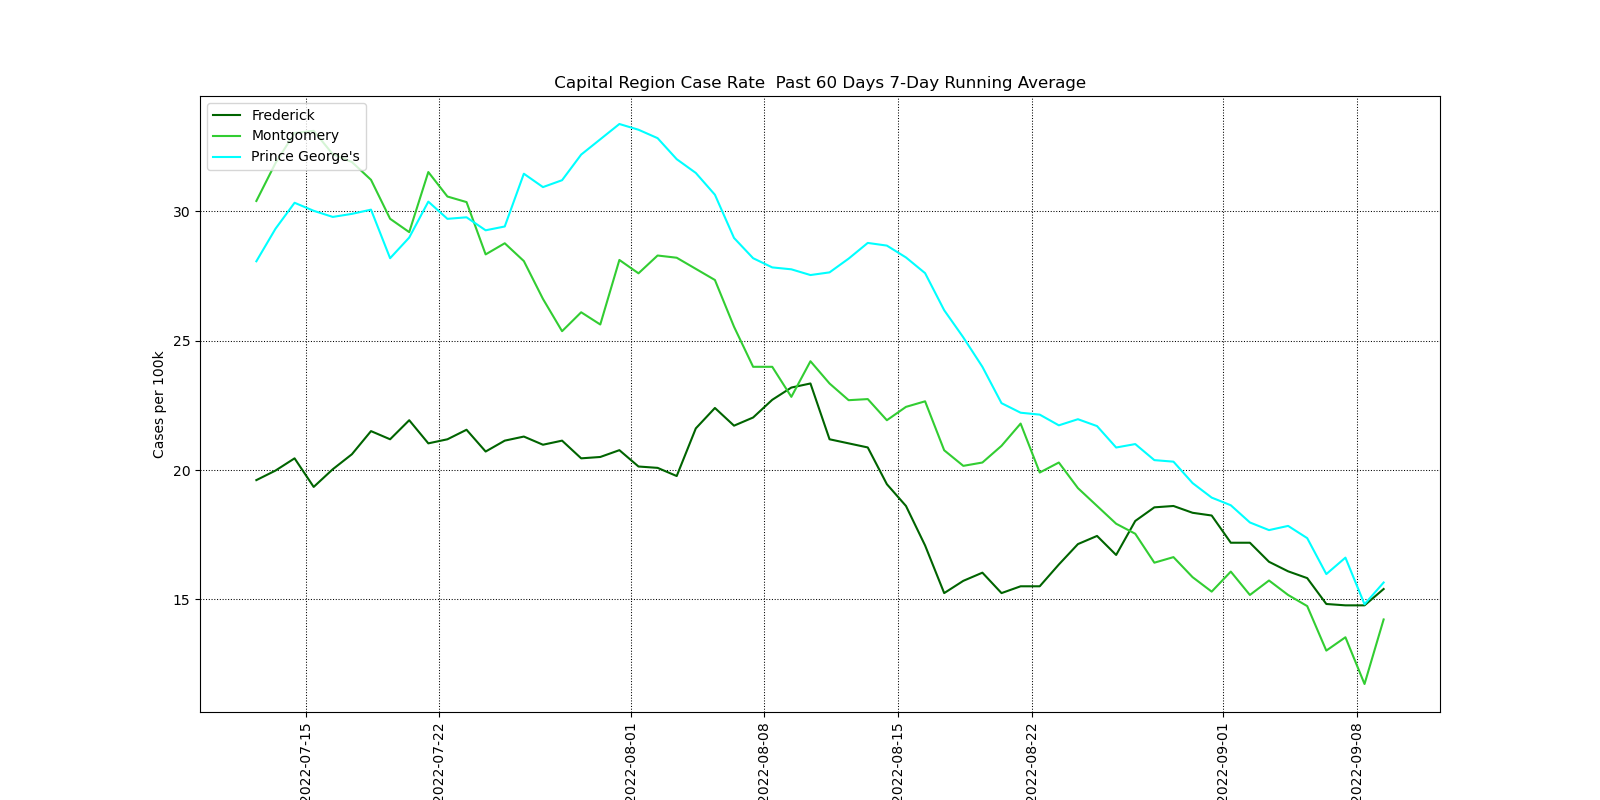 Capital Region Case Rate  Past 60 Days 7-Day Running Average
Frederick
Montgomery
Prince George's
Cases per 100k
30
25
20
15
2022-07-15
2022-07-22
2022-08-01
2022-08-08
2022-08-15
2022-08-22
2022-09-01
2022-09-08